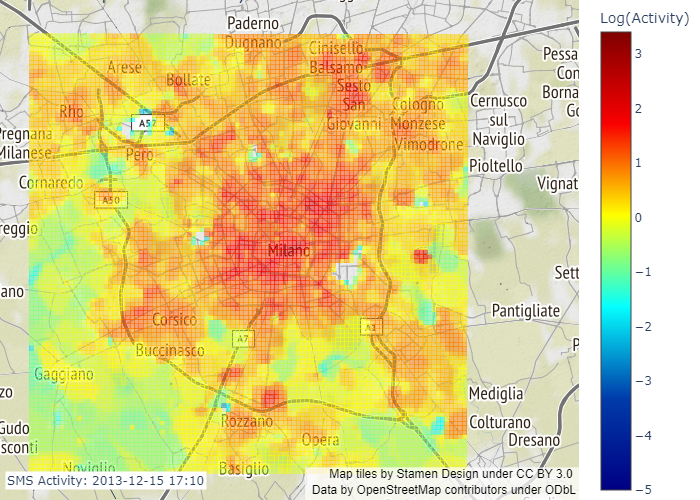 Paderno
Dugnano
Cinisello
Balsamo
Arese
Bollate
Sesto
San
Giovanni
Pessa
Con
Borna
Go
Rho
A52
Cologno
Monzese
Cernusco
sul
Naviglio
Pregnana
Milanese
Pero
Vimodrone
Pioltello
Cornaredo
A50
Vignat
reggio
Milano
Sett
ano
Corsico
Pantigliate
A7
A1
Buccinasco
P
Gaggiano
zo
Mediglia
Rozzano
Colturano
Gudo
sconti
Opera
Dresano
Noviglio
Basiglio
SMS Activity: 2013-12-15 17:10
Map tiles by Stamen Design under CC BY 3.0
Data by OpenStreetMap contributors under ODbL
Log(Activity)
3
2
1
0
−1
−2
−3
−4
−5